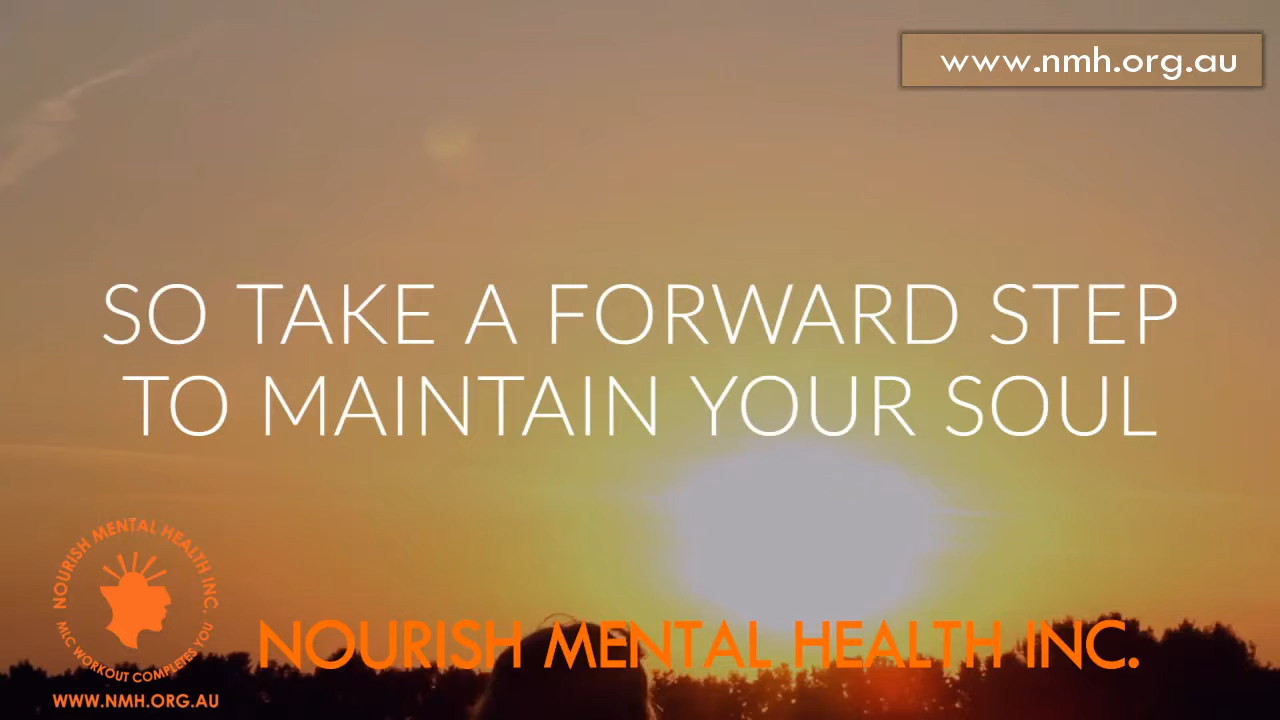 www.nmh.org.au
SO TAKE A FORWARD STEP
TO MAINTAIN YOUR SOUL
NOURISH MENTAL HEALTH INC.
MLC WORKOUT COMPLETES YOU
NOURISH MENTAL HEALTH INC.
WWW.NMH.ORG.AU